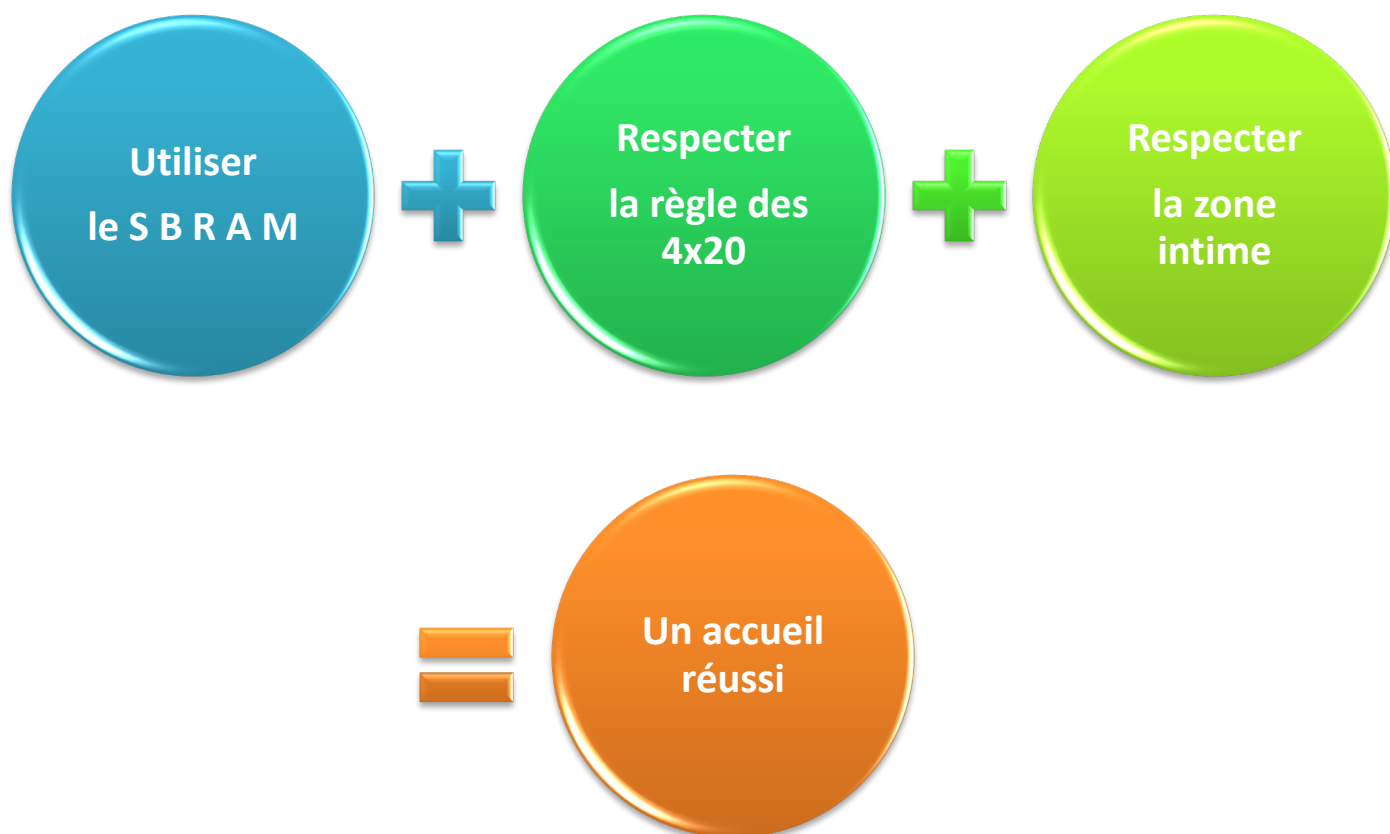 Utiliser
le S B R A M
Respecter
la règle des
4x20
Respecter
la zone
intime
Un accueil
réussi